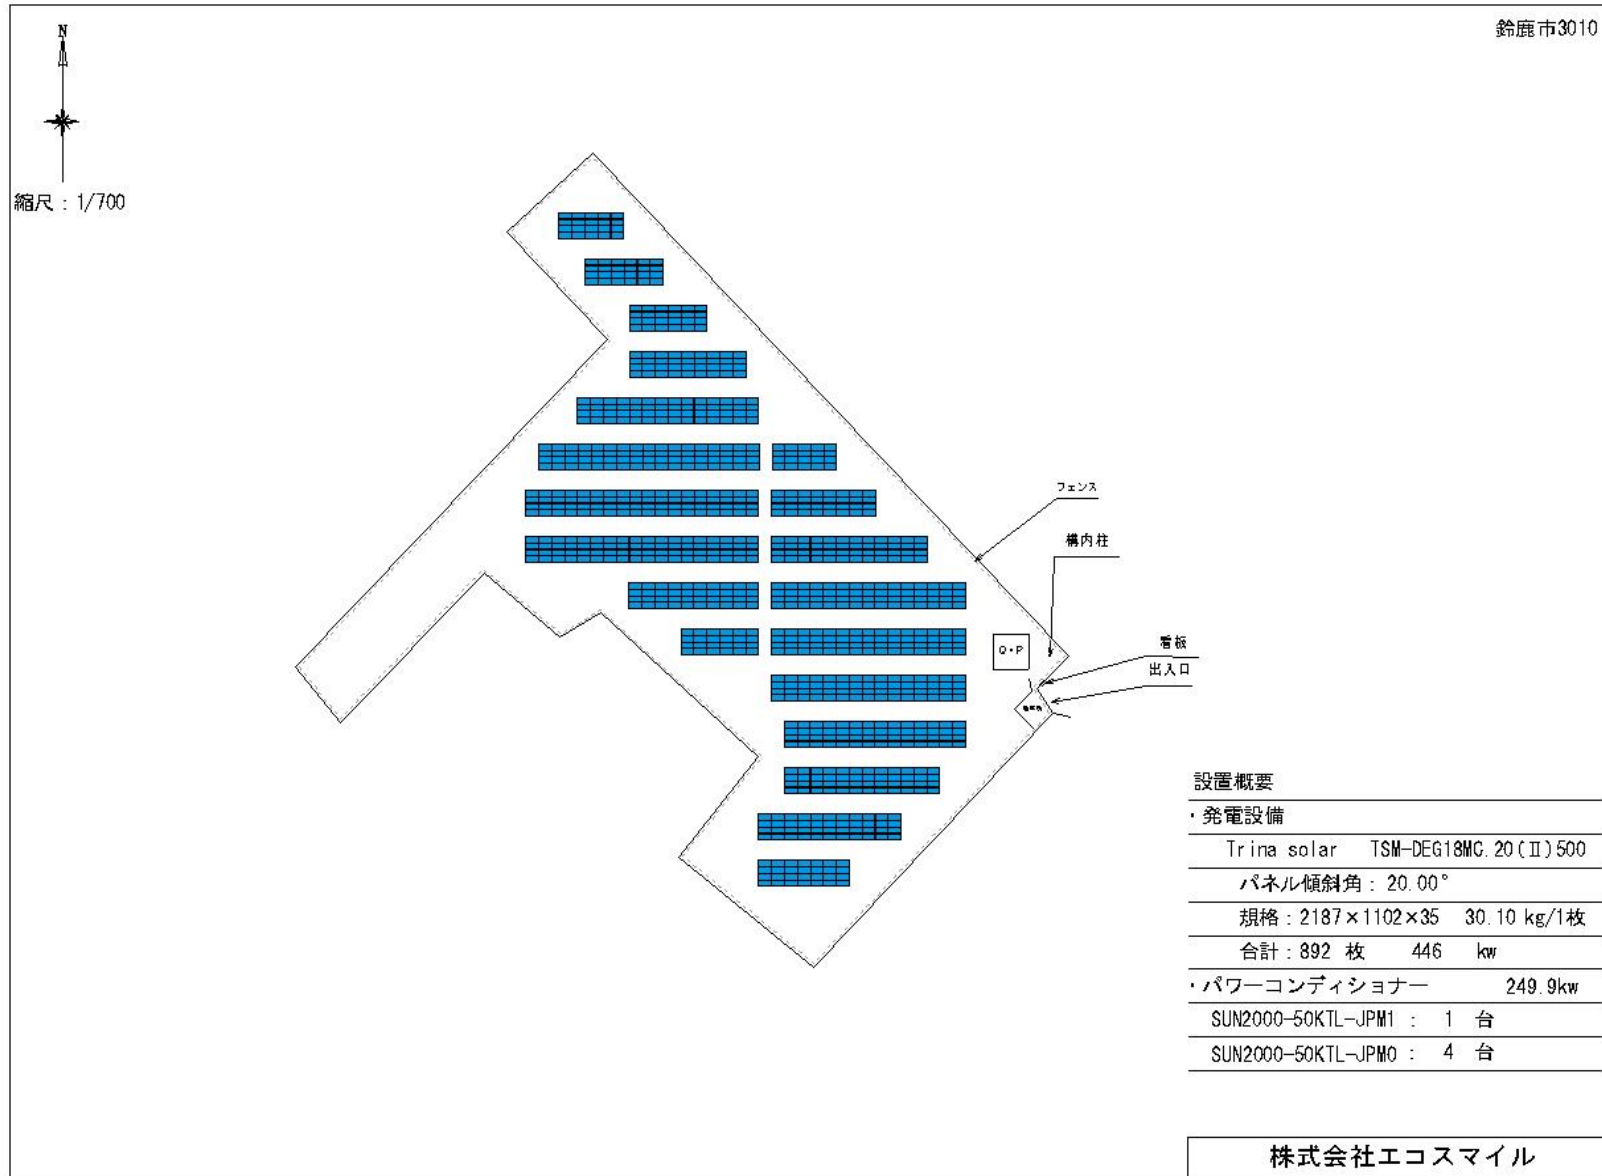 鈴鹿市3010
N
縮尺：1/700
フェンス
構内柱
看板
出入口
Q・P
設置概要
・発電設備
Trina solar TSM-DEG18MC.20(Ⅱ)500
パネル傾斜角：20.00°
規格：2187×1102×35 30.10 kg/1枚
合計：892 枚 446 kw
・パワーコンディショナー 249.9kw
SUN2000-50KTL-JPM1 ： 1 台
SUN2000-50KTL-JPM0 ： 4 台
株式会社エコスマイル